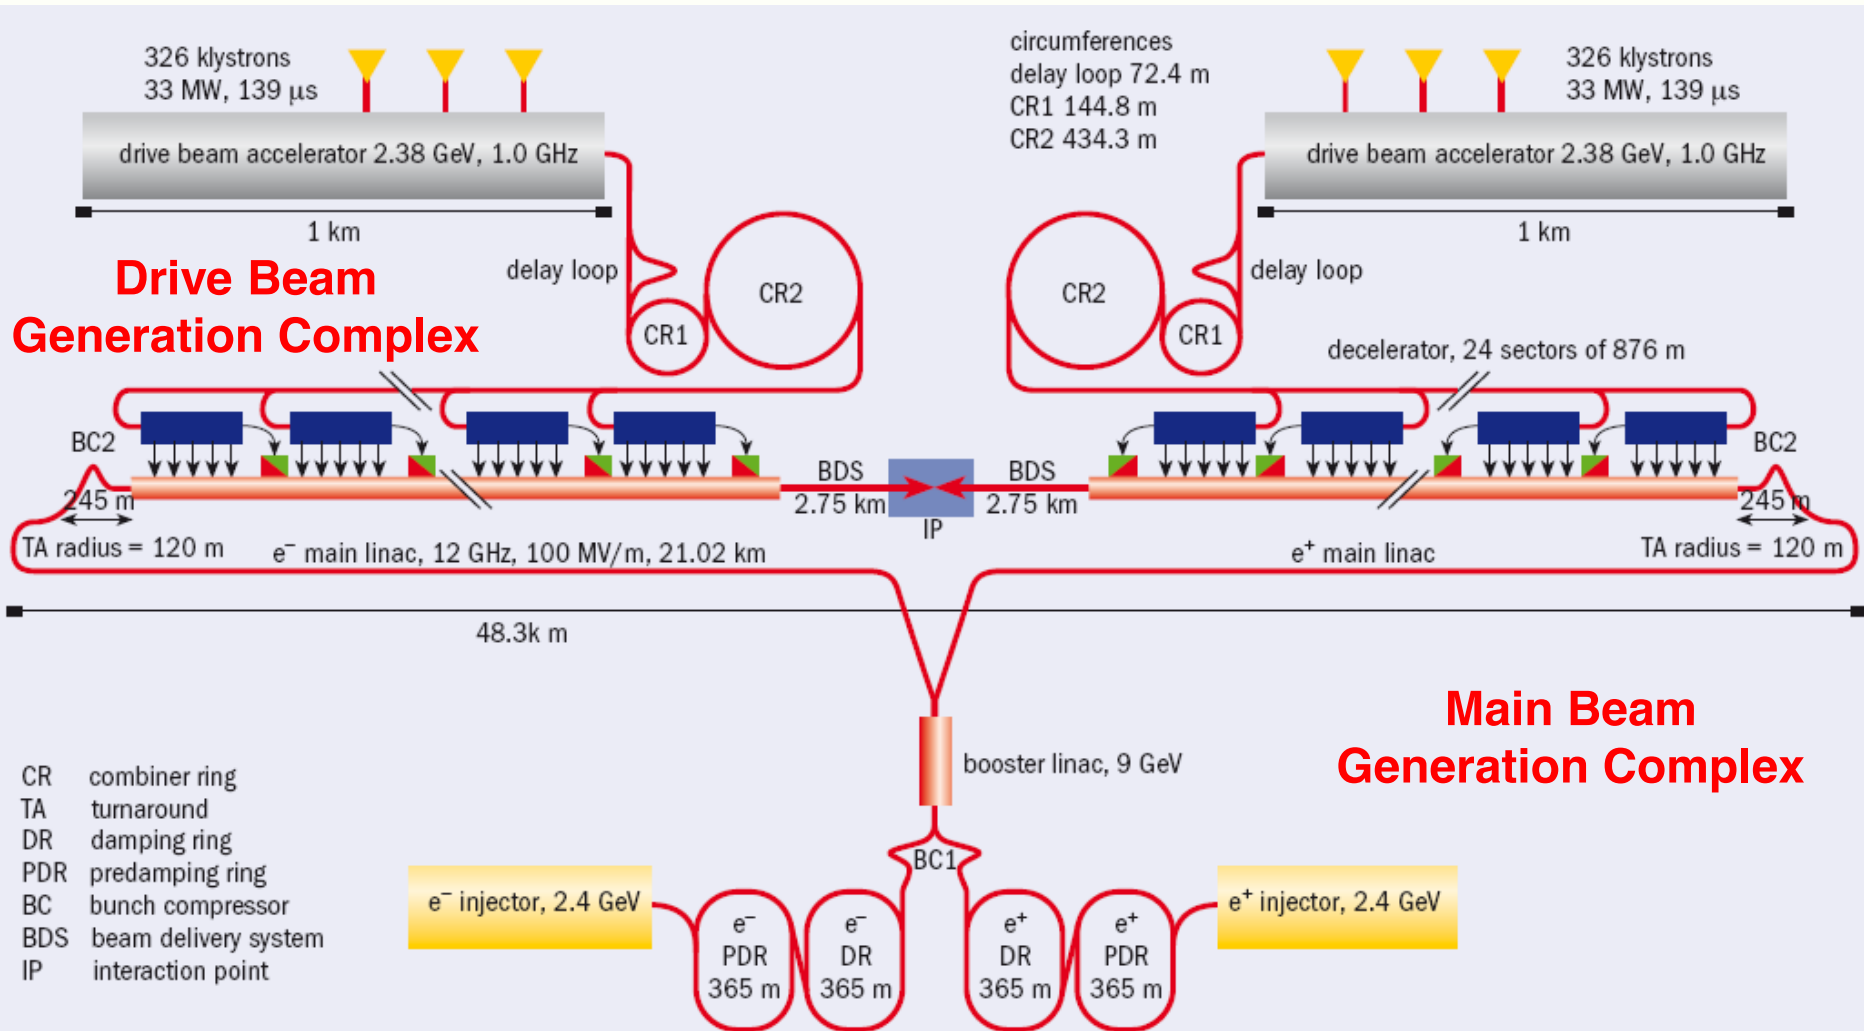 326 klystrons
33 MW, 139 μs
circumferences
delay loop 72.4 m
CR1 144.8 m
CR2 434.3 m
326 klystrons
33 MW, 139 μs
drive beam accelerator 2.38 GeV, 1.0 GHz
drive beam accelerator 2.38 GeV, 1.0 GHz
1 km
1 km
Drive Beam
Generation Complex
delay loop
CR2
CR1
CR2
CR1
delay loop
decelerator, 24 sectors of 876 m
BC2
245 m
TA radius = 120 m
e⁻ main linac, 12 GHz, 100 MV/m, 21.02 km
BDS
2.75 km
IP
BDS
2.75 km
e⁺ main linac
BC2
245 m
TA radius = 120 m
48.3k m
Main Beam
Generation Complex
booster linac, 9 GeV
BC1
CR combiner ring
TA turnaround
DR damping ring
PDR predamping ring
BC bunch compressor
BDS beam delivery system
IP interaction point
e⁻ injector, 2.4 GeV
e⁻
PDR
365 m
e⁻
DR
365 m
e⁺
DR
365 m
e⁺
PDR
365 m
e⁺ injector, 2.4 GeV